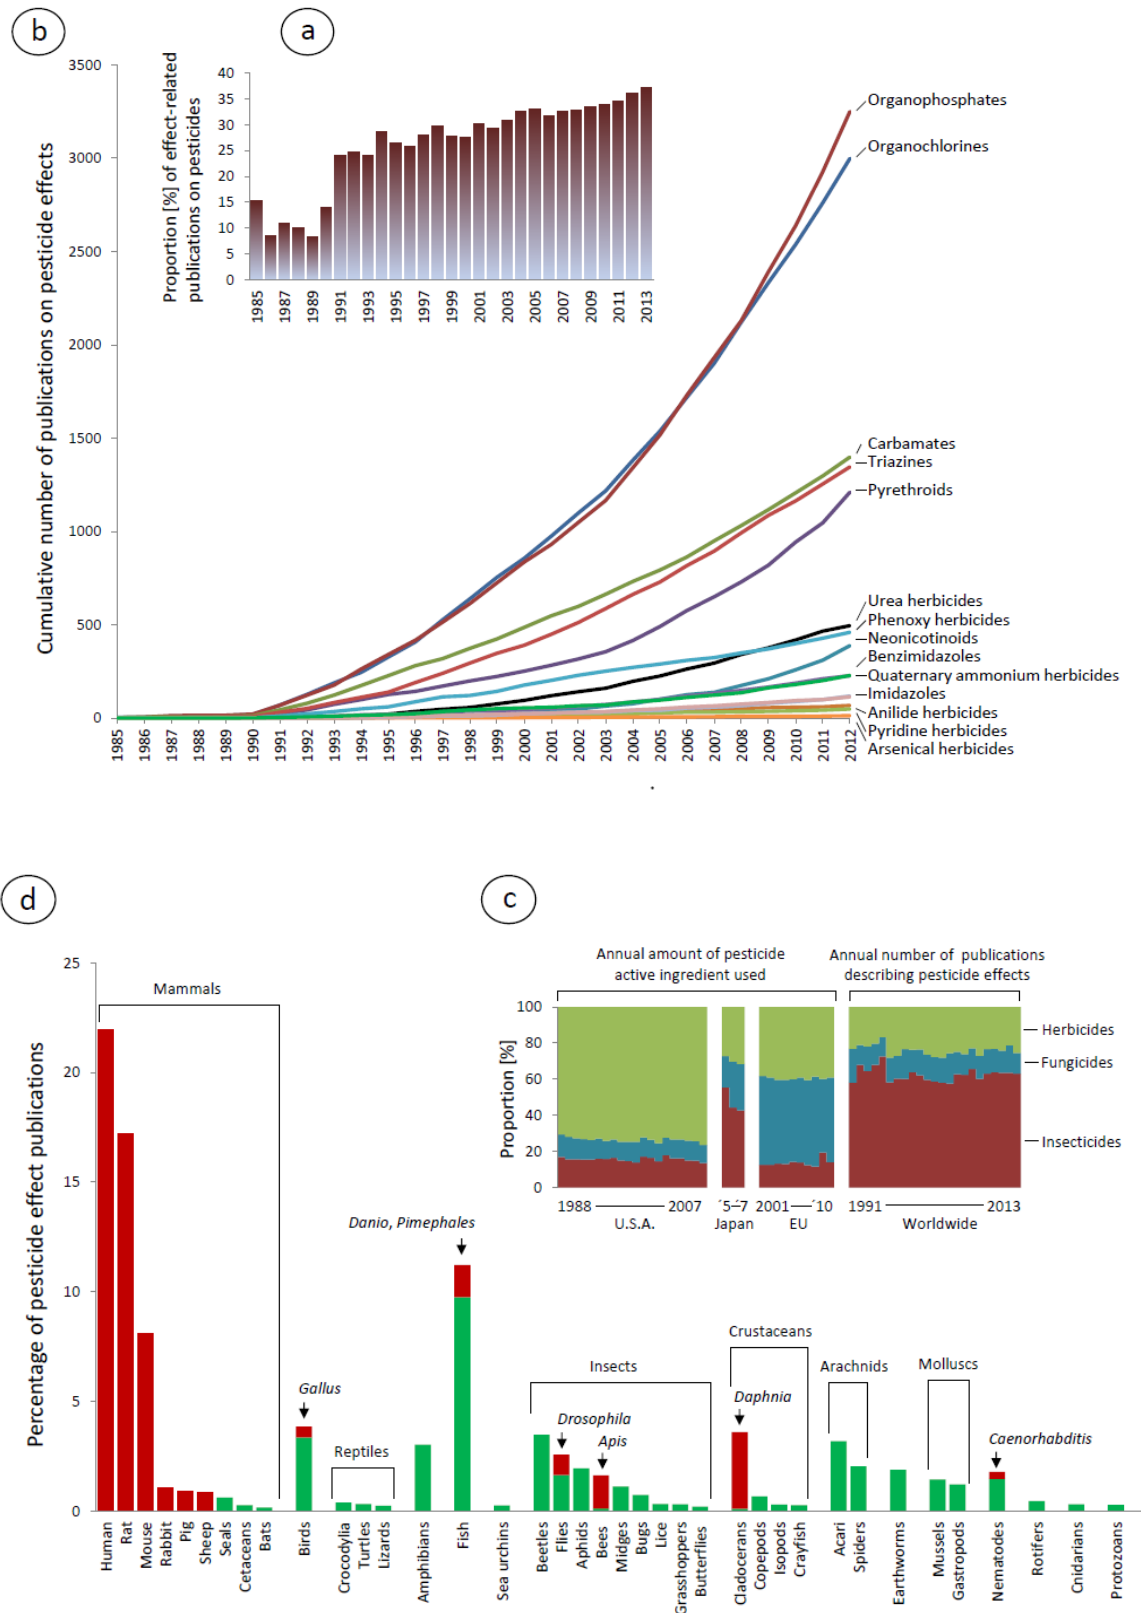 b
a
Cumulative number of publications on pesticide effects
3500
3000
2500
2000
1500
1000
500
0
Proportion [%] of effect-related
publications on pesticides
40
35
30
25
20
15
10
5
0
1985
1987
1989
1991
1993
1995
1997
1999
2001
2003
2005
2007
2009
2011
2013
Organophosphates
Organochlorines
Carbamates
Triazines
Pyrethroids
Urea herbicides
Phenoxy herbicides
Neonicotinoids
Benzimidazoles
Quaternary ammonium herbicides
Imidazoles
Anilide herbicides
Pyridine herbicides
Arsenical herbicides
1985
1986
1987
1988
1989
1990
1991
1992
1993
1994
1995
1996
1997
1998
1999
2000
2001
2002
2003
2004
2005
2006
2007
2008
2009
2010
2011
2012
d
c
Annual amount of pesticide
active ingredient used
Annual number of publications
describing pesticide effects
Proportion [%]
100
80
60
40
20
0
Herbicides
Fungicides
Insecticides
1988 2007
U.S.A.
´5-´7
Japan
2001 ´10
EU
1991 2013
Worldwide
Percentage of pesticide effect publications
25
20
15
10
5
0
Mammals
Gallus
Reptiles
Danio, Pimephales
Insects
Drosophila
Apis
Crustaceans
Daphnia
Arachnids
Molluscs
Caenorhabditis
Human
Rat
Mouse
Rabbit
Pig
Sheep
Seals
Cetaceans
Bats
Birds
Crocodylia
Turtles
Lizards
Amphibians
Fish
Sea urchins
Beetles
Flies
Aphids
Bees
Midges
Bugs
Lice
Grasshoppers
Butterflies
Cladocerans
Copepods
Isopods
Crayfish
Acari
Spiders
Earthworms
Mussels
Gastropods
Nematodes
Rotifers
Cnidarians
Protozoans